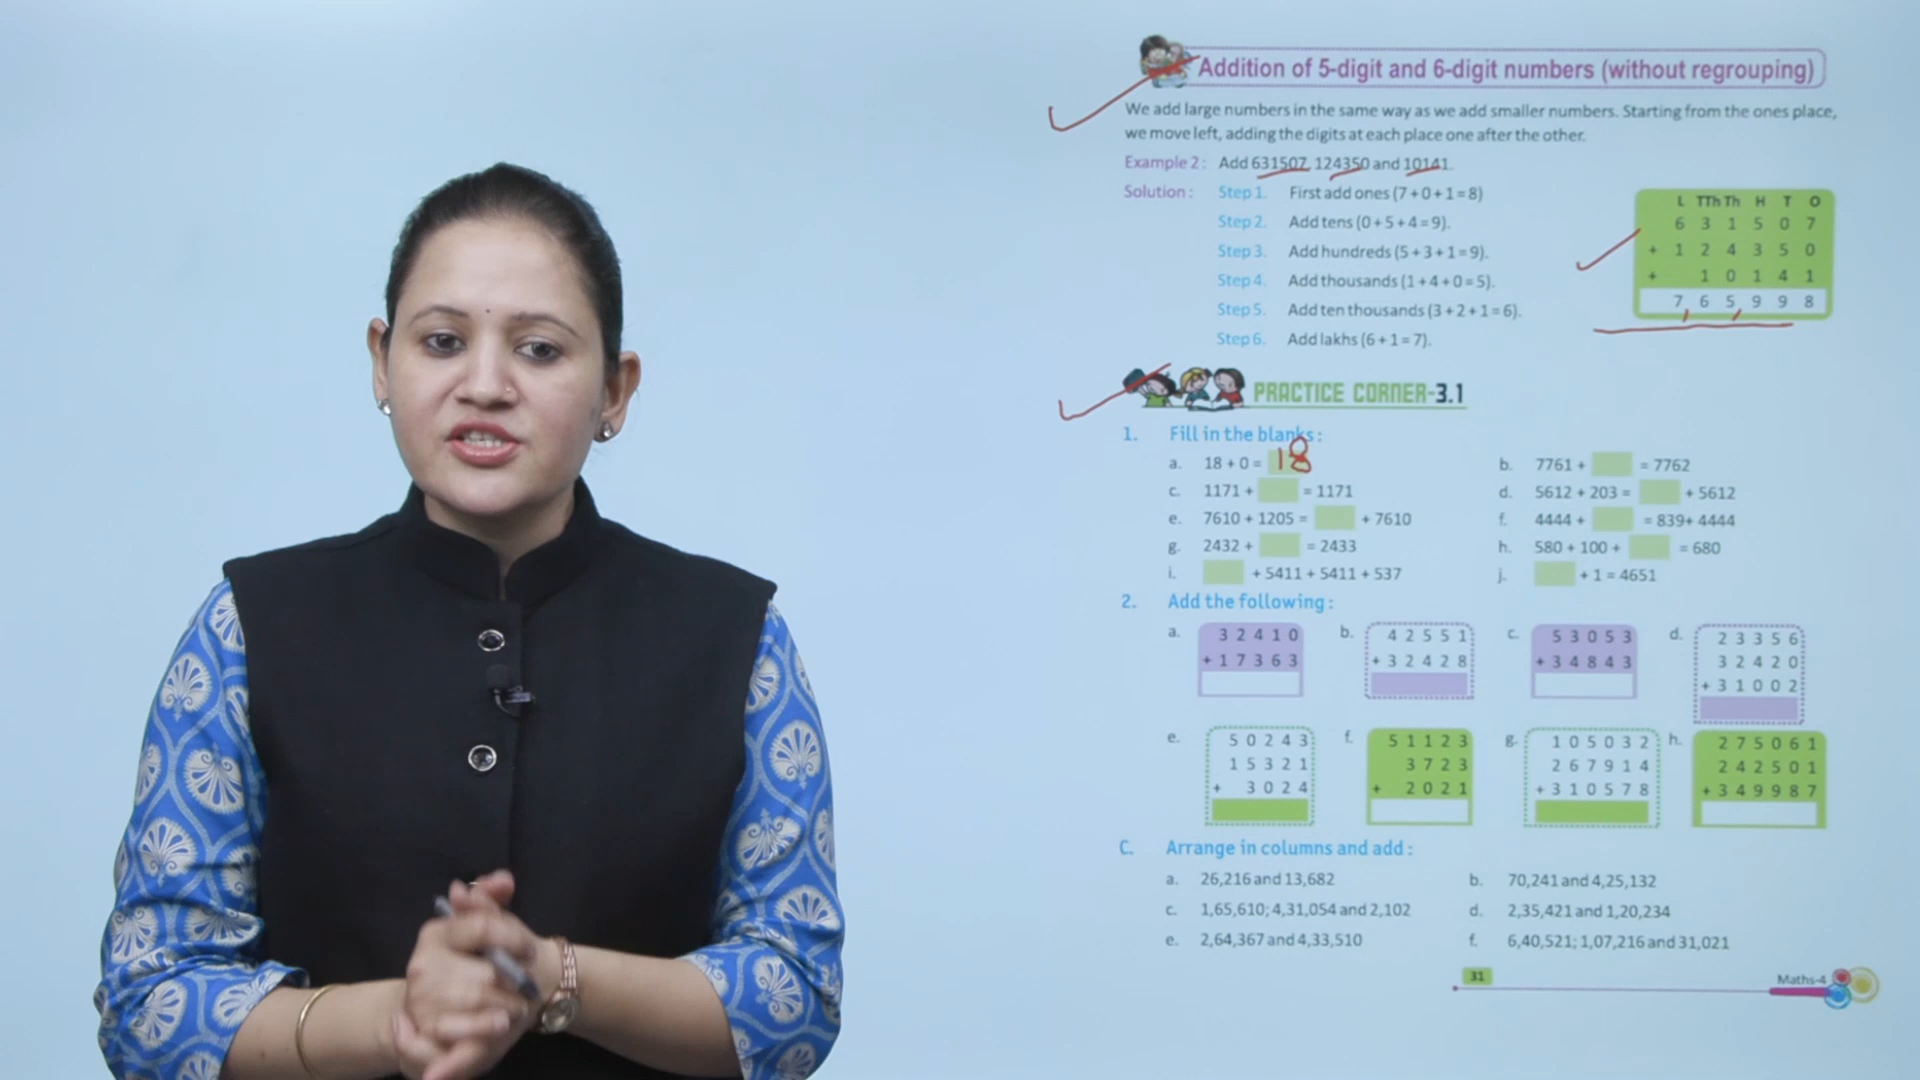 Addition of 5-digit and 6-digit numbers (without regrouping)
We add large numbers in the same way as we add smaller numbers. Starting from the ones place,
we move left, adding the digits at each place one after the other.
Example 2: Add 631507, 124350 and 10141.
Solution: Step 1. First add ones (7+0+1=8)
Step 2. Add tens (0+5+4=9).
Step 3. Add hundreds (5+3+1=9).
Step 4. Add thousands (1+4+0=5).
Step 5. Add ten thousands (3+2+1=6).
Step 6. Add lakhs (6+1=7).
L TTh Th H T O
6 3 1 5 0 7
+ 1 2 4 3 5 0
+ 1 0 1 4 1
7, 6 5, 9 9 8
PRACTICE CORNER-3.1
1. Fill in the blanks:
a. 18 + 0 = 18
b. 7761 + = 7762
c. 1171 + = 1171
d. 5612 + 203 = + 5612
e. 7610 + 1205 = + 7610
f. 4444 + = 839+ 4444
g. 2432 + = 2433
h. 580 + 100 + = 680
i. + 5411 + 5411 + 537
j. + 1 = 4651
2. Add the following:
a. 3 2 4 1 0
+ 1 7 3 6 3
b. 4 2 5 5 1
+ 3 2 4 2 8
c. 5 3 0 5 3
+ 3 4 8 4 3
d. 2 3 3 5 6
3 2 4 2 0
+ 3 1 0 0 2
e. 5 0 2 4 3
1 5 3 2 1
+ 3 0 2 4
f. 5 1 1 2 3
3 7 2 3
+ 2 0 2 1
g. 1 0 5 0 3 2
2 6 7 9 1 4
+ 3 1 0 5 7 8
h. 2 7 5 0 6 1
2 4 2 5 0 1
+ 3 4 9 9 8 7
C. Arrange in columns and add:
a. 26,216 and 13,682
b. 70,241 and 4,25,132
c. 1,65,610; 4,31,054 and 2,102
d. 2,35,421 and 1,20,234
e. 2,64,367 and 4,33,510
f. 6,40,521; 1,07,216 and 31,021
31
Maths-4